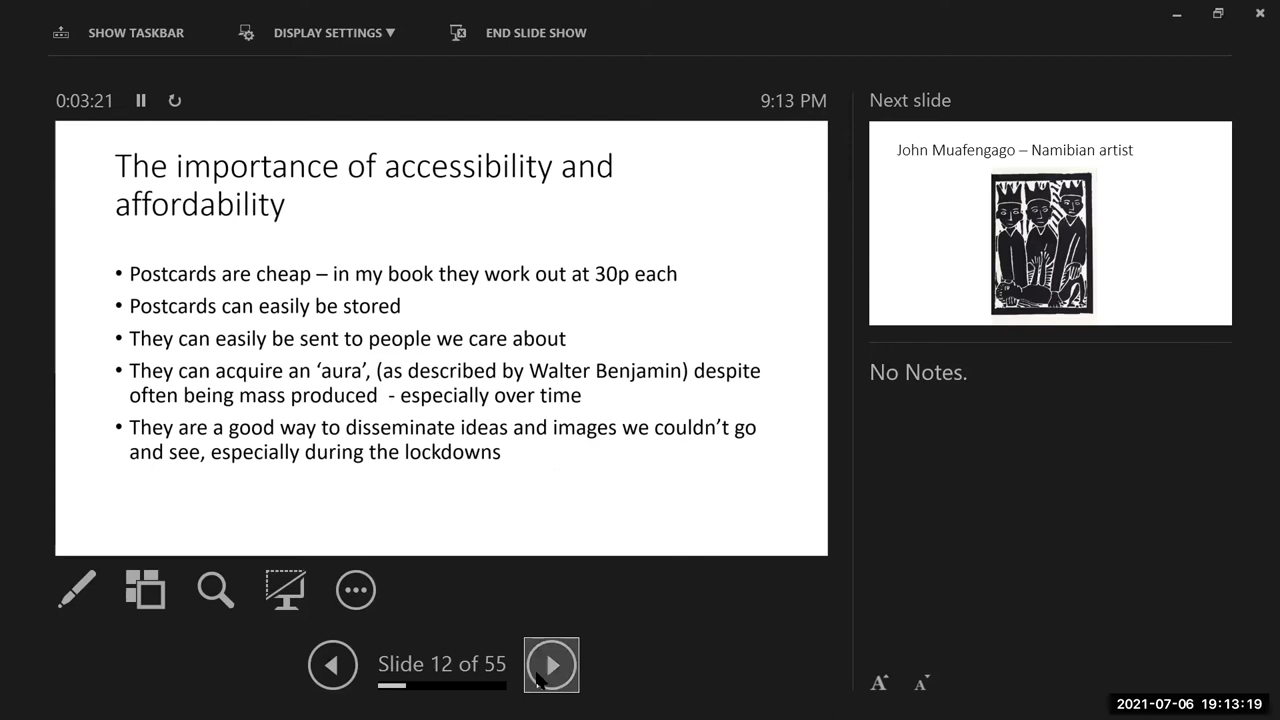 SHOW TASKBAR
DISPLAY SETTINGS ▼
END SLIDE SHOW
0:03:21
9:13 PM
The importance of accessibility and
affordability
• Postcards are cheap – in my book they work out at 30p each
• Postcards can easily be stored
• They can easily be sent to people we care about
• They can acquire an ‘aura’, (as described by Walter Benjamin) despite
often being mass produced - especially over time
• They are a good way to disseminate ideas and images we couldn’t go
and see, especially during the lockdowns
Next slide
John Muafengago – Namibian artist
No Notes.
Slide 12 of 55
A A
2021-07-06 19:13:19